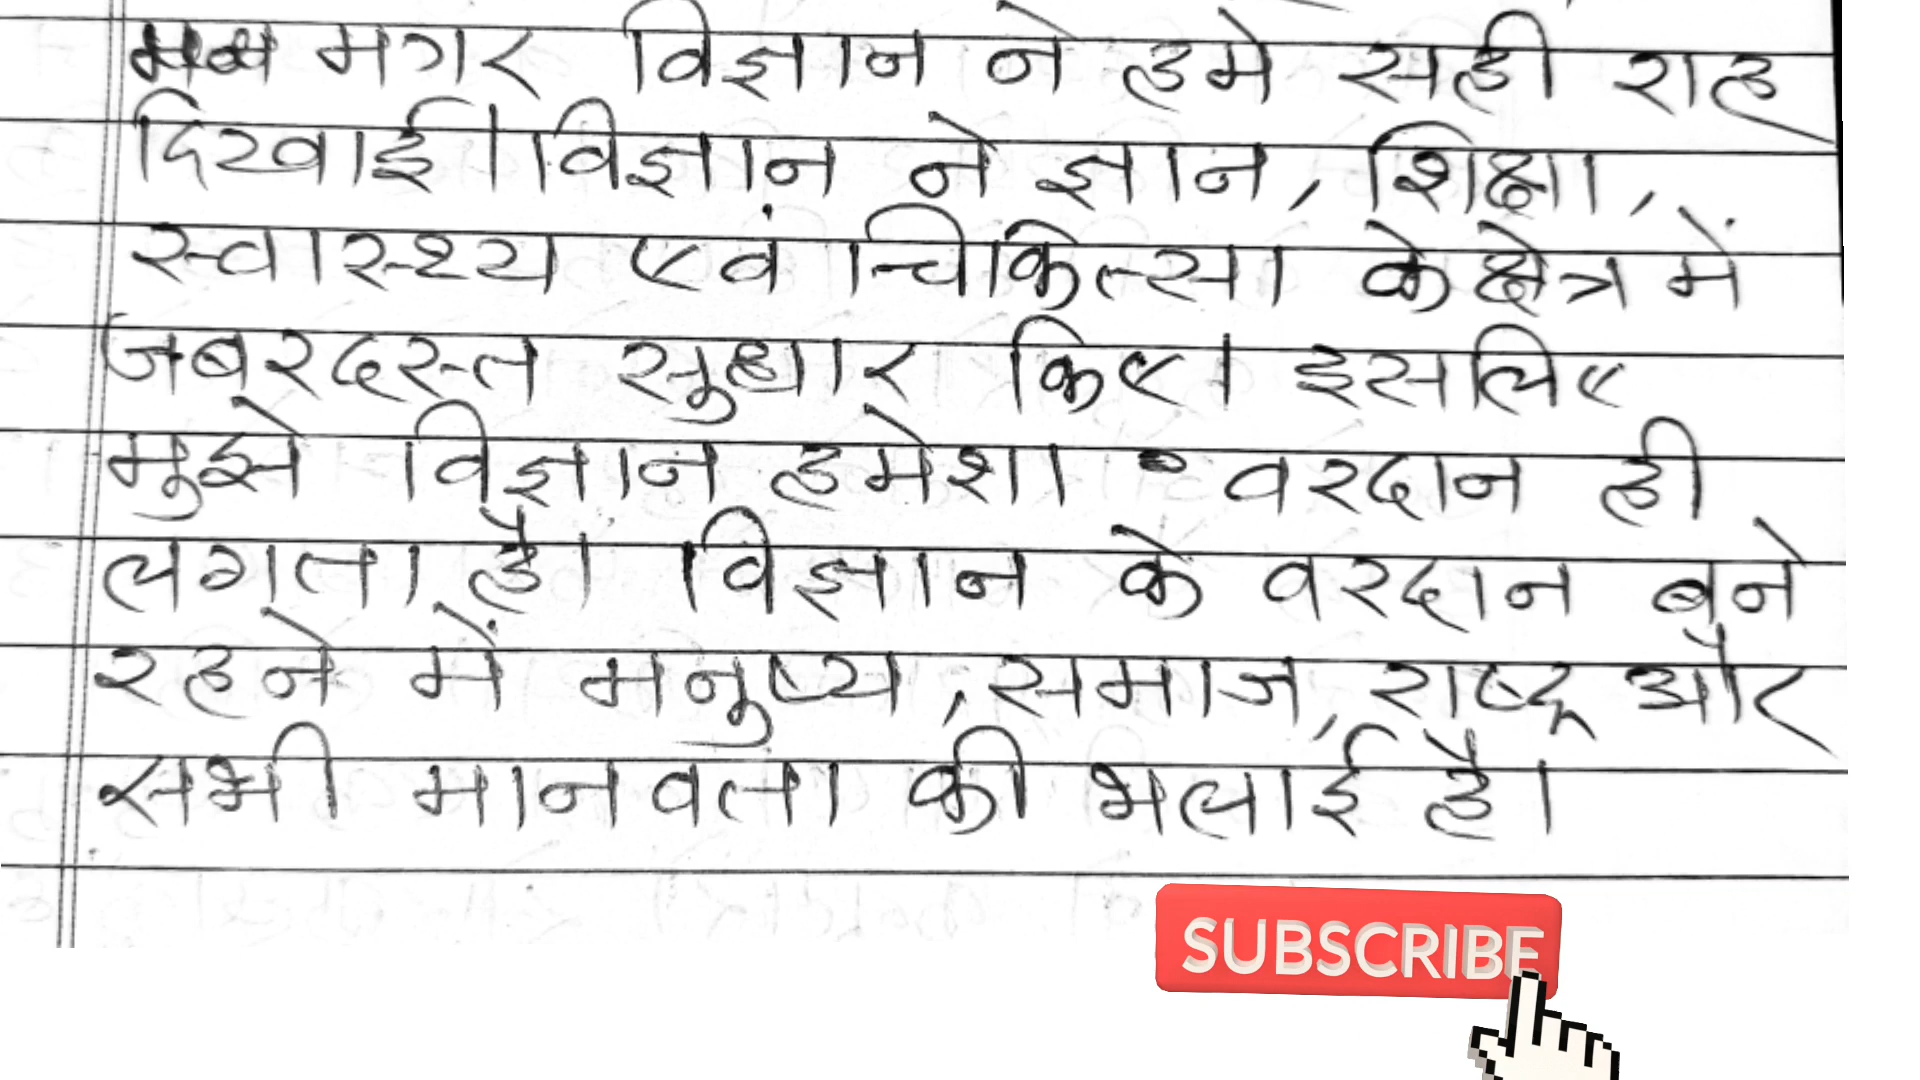 मगर विज्ञान ने हमे सही राह
दिखाई। विज्ञान ने ज्ञान, शिक्षा,
स्वास्थ्य एवं चिकित्सा के क्षेत्र में
जबरदस्त सुधार किए। इसलिए
मुझे विज्ञान हमेशा वरदान ही
लगता है। विज्ञान के वरदान बने
रहने में मनुष्य, समाज, राष्ट्र और
सभी मानवता की भलाई है।
SUBSCRIBE